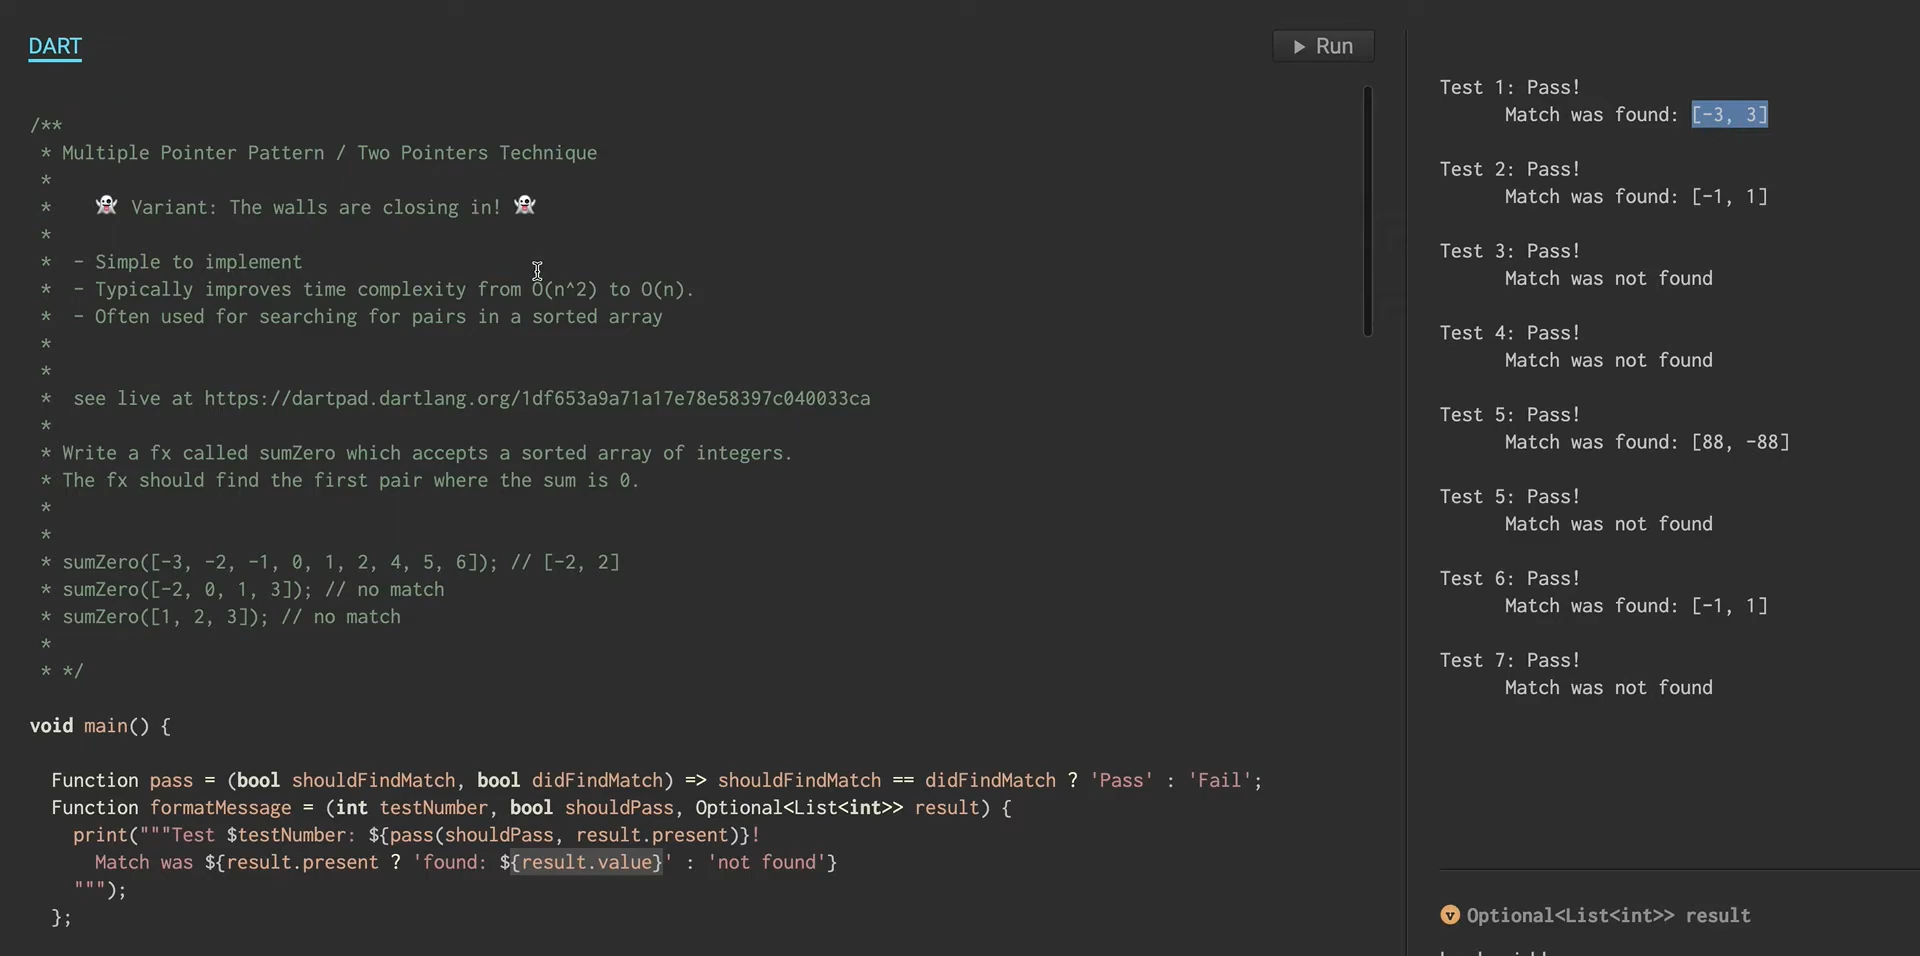 DART
Run
/**
* Multiple Pointer Pattern / Two Pointers Technique
*
* 👻 Variant: The walls are closing in! 👻
*
* - Simple to implement
* - Typically improves time complexity from O(n^2) to O(n).
* - Often used for searching for pairs in a sorted array
*
*
* see live at https://dartpad.dartlang.org/1df653a9a71a17e78e58397c040033ca
*
* Write a fx called sumZero which accepts a sorted array of integers.
* The fx should find the first pair where the sum is 0.
*
*
* sumZero([-3, -2, -1, 0, 1, 2, 4, 5, 6]); // [-2, 2]
* sumZero([-2, 0, 1, 3]); // no match
* sumZero([1, 2, 3]); // no match
*
* */
void main() {
Function pass = (bool shouldFindMatch, bool didFindMatch) => shouldFindMatch == didFindMatch ? 'Pass' : 'Fail';
Function formatMessage = (int testNumber, bool shouldPass, Optional<List<int>> result) {
print("""Test $testNumber: ${pass(shouldPass, result.present)}!
Match was ${result.present ? 'found: ${result.value}' : 'not found'}
""");
};
Test 1: Pass!
Match was found: [-3, 3]
Test 2: Pass!
Match was found: [-1, 1]
Test 3: Pass!
Match was not found
Test 4: Pass!
Match was not found
Test 5: Pass!
Match was found: [88, -88]
Test 5: Pass!
Match was not found
Test 6: Pass!
Match was found: [-1, 1]
Test 7: Pass!
Match was not found
v Optional<List<int>> result